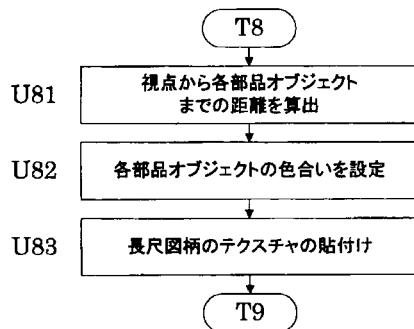 T8
U81
視点から各部品オブジェクト
までの距離を算出
U82
各部品オブジェクトの色合いを設定
U83
長尺図柄のテクスチャの貼付け
T9